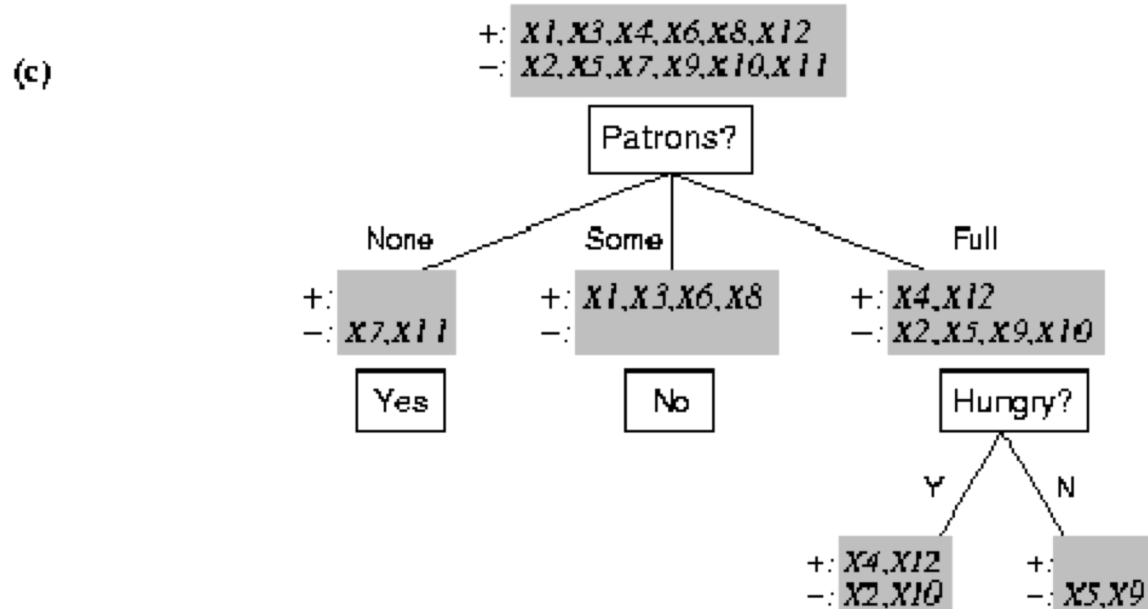 (c)
+: X1,X3,X4,X6,X8,X12
−: X2,X5,X7,X9,X10,X11
Patrons?
None Some Full
+: +: X1,X3,X6,X8 +: X4,X12
−: X7,X11 −: −: X2,X5,X9,X10
Yes No Hungry?
Y N
+: X4,X12 +:
−: X2,X10 −: X5,X9